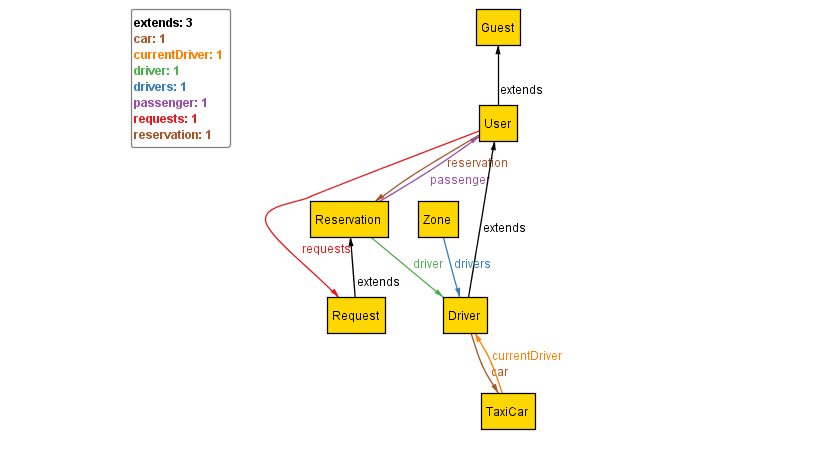 extends: 3
car: 1
currentDriver: 1
driver: 1
drivers: 1
passenger: 1
requests: 1
reservation: 1
Guest
extends
User
reservation
passenger
Reservation
Zone
extends
requests
driver
drivers
extends
Request
Driver
currentDriver
car
TaxiCar